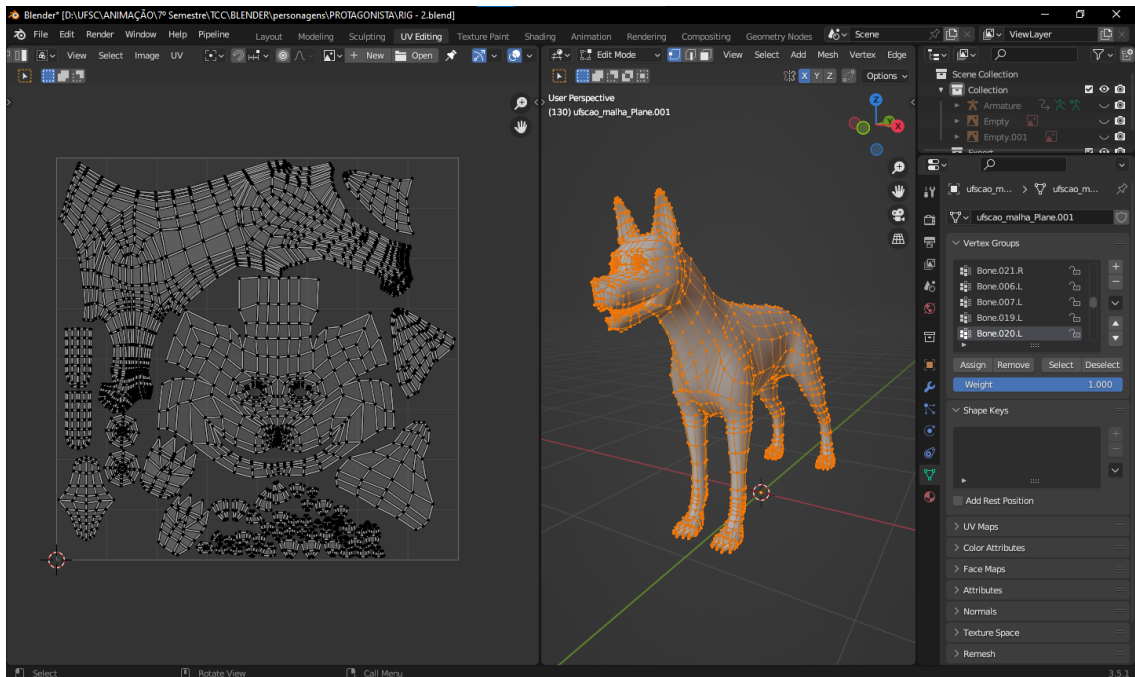 Blender* [D:\UFSC\ANIMAÇÃO\7º Semestre\TCC\BLENDER\personagens\PROTAGONISTA\RIG - 2.blend]
File Edit Render Window Help Pipeline Layout Modeling Sculpting UV Editing Texture Paint Shading Animation Rendering Compositing Geometry Nodes Scene ViewLayer
View Select Image UV New Open Edit Mode View Select Add Mesh Vertex Edge
X Y Z Options
Scene Collection
Collection
Armature
Empty
Empty.001
Export
User Perspective
(130) ufscao_malha_Plane.001
Z
Y
X
ufscao_m... > ufscao_m...
ufscao_malha_Plane.001
Vertex Groups
Bone.021.R
Bone.006.L
Bone.007.L
Bone.019.L
Bone.020.L
Assign Remove Select Deselect
Weight 1.000
Shape Keys
Add Rest Position
UV Maps
Color Attributes
Face Maps
Attributes
Normals
Texture Space
Remesh
Select Rotate View Call Menu 3.5.1